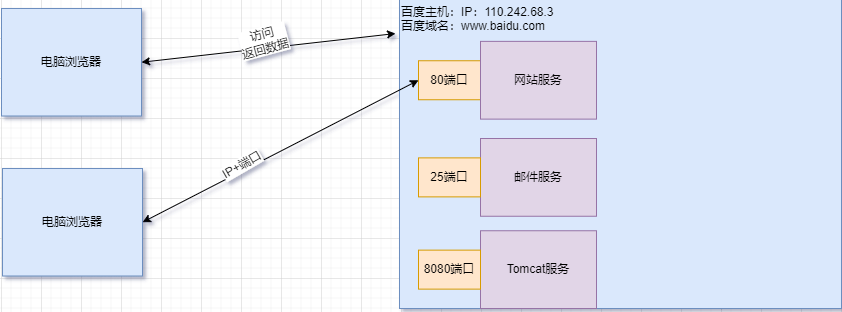 百度主机：IP：110.242.68.3
百度域名：www.baidu.com
电脑浏览器
访问
返回数据
80端口
网站服务
IP+端口
25端口
邮件服务
电脑浏览器
8080端口
Tomcat服务